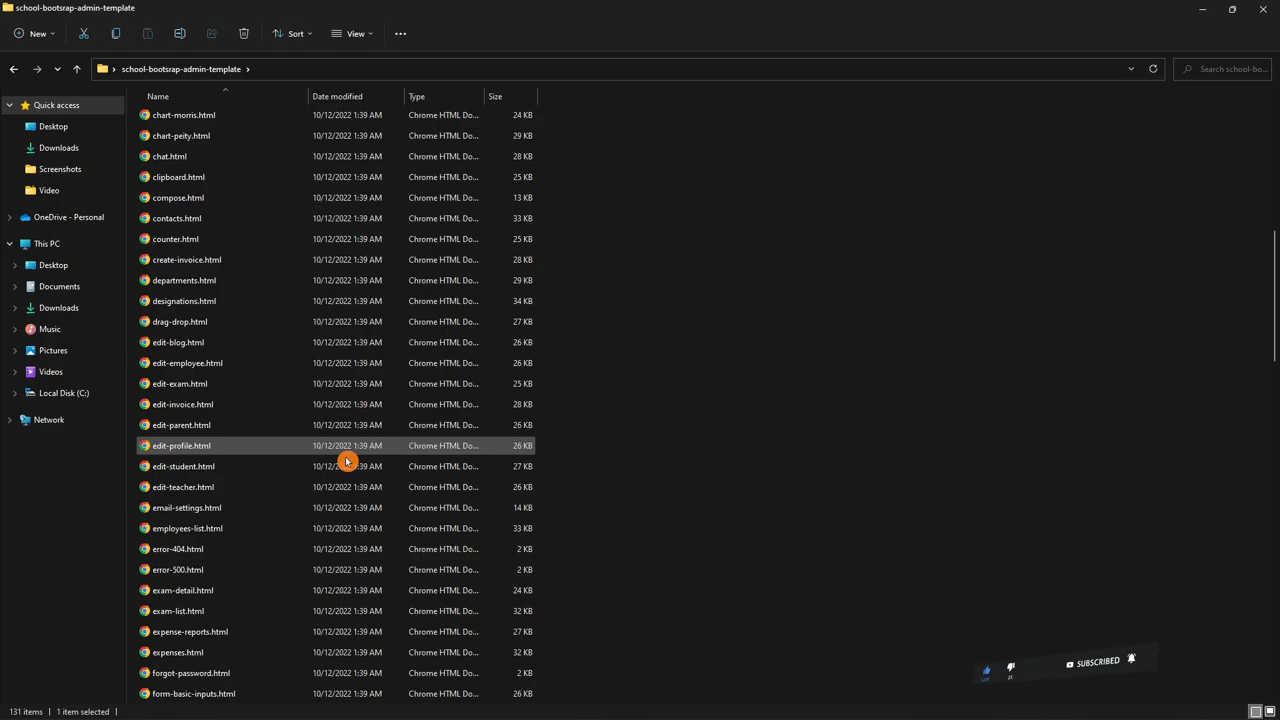 school-bootsrap-admin-template
New
Sort
View
school-bootsrap-admin-template
Search school-bo...
Name Date modified Type Size
Quick access
Desktop
Downloads
Screenshots
Video
OneDrive - Personal
This PC
Desktop
Documents
Downloads
Music
Pictures
Videos
Local Disk (C:)
Network
chart-morris.html 10/12/2022 1:39 AM Chrome HTML Do... 24 KB
chart-peity.html 10/12/2022 1:39 AM Chrome HTML Do... 29 KB
chat.html 10/12/2022 1:39 AM Chrome HTML Do... 28 KB
clipboard.html 10/12/2022 1:39 AM Chrome HTML Do... 25 KB
compose.html 10/12/2022 1:39 AM Chrome HTML Do... 13 KB
contacts.html 10/12/2022 1:39 AM Chrome HTML Do... 33 KB
counter.html 10/12/2022 1:39 AM Chrome HTML Do... 25 KB
create-invoice.html 10/12/2022 1:39 AM Chrome HTML Do... 28 KB
departments.html 10/12/2022 1:39 AM Chrome HTML Do... 29 KB
designations.html 10/12/2022 1:39 AM Chrome HTML Do... 34 KB
drag-drop.html 10/12/2022 1:39 AM Chrome HTML Do... 27 KB
edit-blog.html 10/12/2022 1:39 AM Chrome HTML Do... 26 KB
edit-employee.html 10/12/2022 1:39 AM Chrome HTML Do... 26 KB
edit-exam.html 10/12/2022 1:39 AM Chrome HTML Do... 25 KB
edit-invoice.html 10/12/2022 1:39 AM Chrome HTML Do... 28 KB
edit-parent.html 10/12/2022 1:39 AM Chrome HTML Do... 26 KB
edit-profile.html 10/12/2022 1:39 AM Chrome HTML Do... 26 KB
edit-student.html 10/12/2022 1:39 AM Chrome HTML Do... 27 KB
edit-teacher.html 10/12/2022 1:39 AM Chrome HTML Do... 26 KB
email-settings.html 10/12/2022 1:39 AM Chrome HTML Do... 14 KB
employees-list.html 10/12/2022 1:39 AM Chrome HTML Do... 33 KB
error-404.html 10/12/2022 1:39 AM Chrome HTML Do... 2 KB
error-500.html 10/12/2022 1:39 AM Chrome HTML Do... 2 KB
exam-detail.html 10/12/2022 1:39 AM Chrome HTML Do... 24 KB
exam-list.html 10/12/2022 1:39 AM Chrome HTML Do... 32 KB
expense-reports.html 10/12/2022 1:39 AM Chrome HTML Do... 27 KB
expenses.html 10/12/2022 1:39 AM Chrome HTML Do... 32 KB
forgot-password.html 10/12/2022 1:39 AM Chrome HTML Do... 2 KB
form-basic-inputs.html 10/12/2022 1:39 AM Chrome HTML Do... 26 KB
SUBSCRIBED
131 items 1 item selected